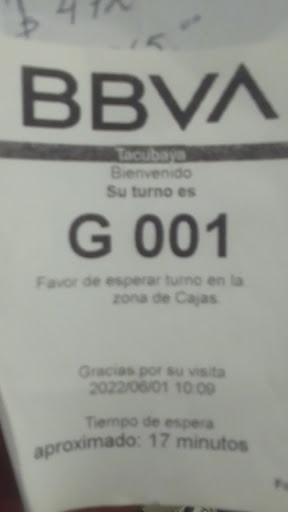 BBVA
Tacubaya
Bienvenido
Su turno es
G 001
Favor de esperar turno en la
zona de Cajas.
Gracias por su visita
2022/06/01 10:09
Tiempo de espera
aproximado: 17 minutos